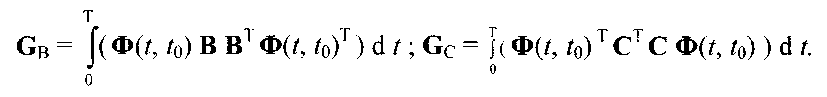 G_B = ∫_0^T ( Φ(t, t_0) B B^T Φ(t, t_0)^T ) d t ; G_C = ∫_0^T ( Φ(t, t_0)^T C^T C Φ(t, t_0) ) d t.